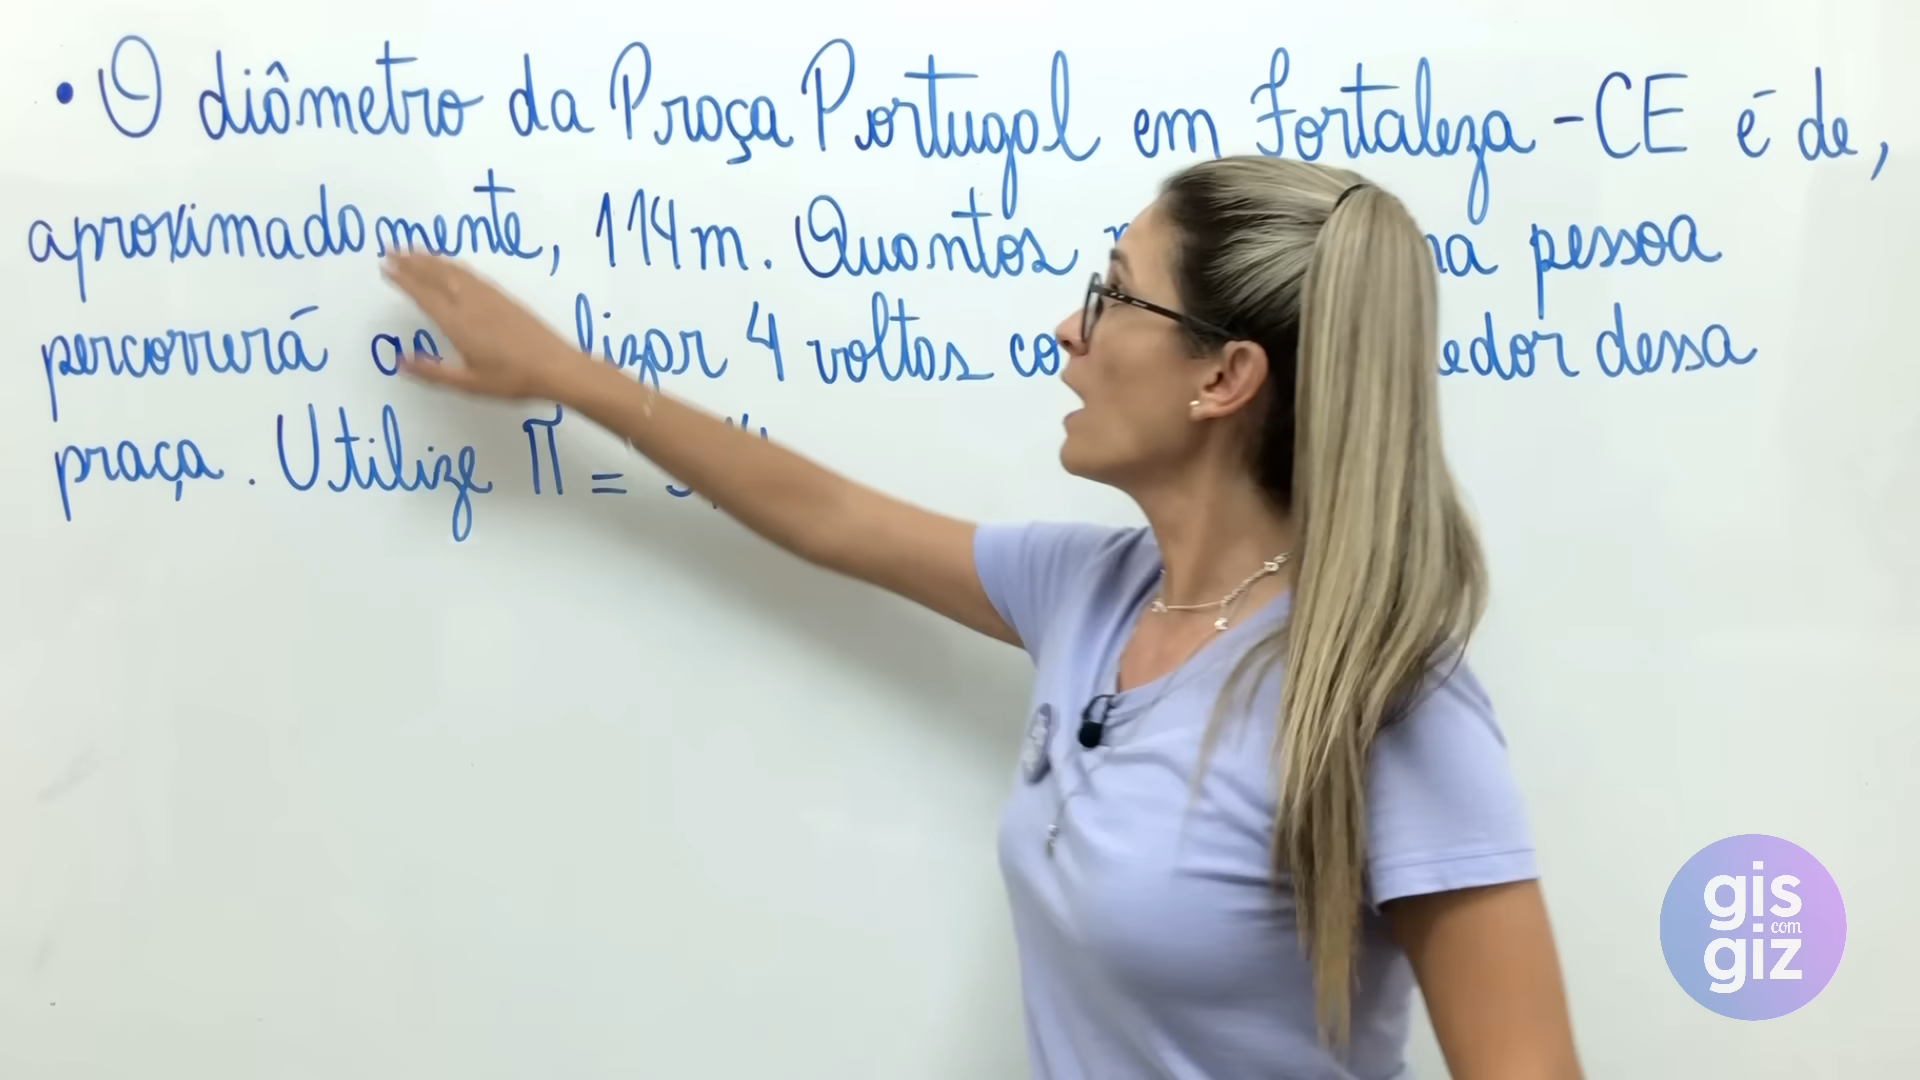 • O diâmetro da Praça Portugal em Fortaleza - CE é de,
aproximadamente, 114m. Quantos pessoa
percorrerá 4 voltas dessa
praça. Utilize π =
gis
com
giz